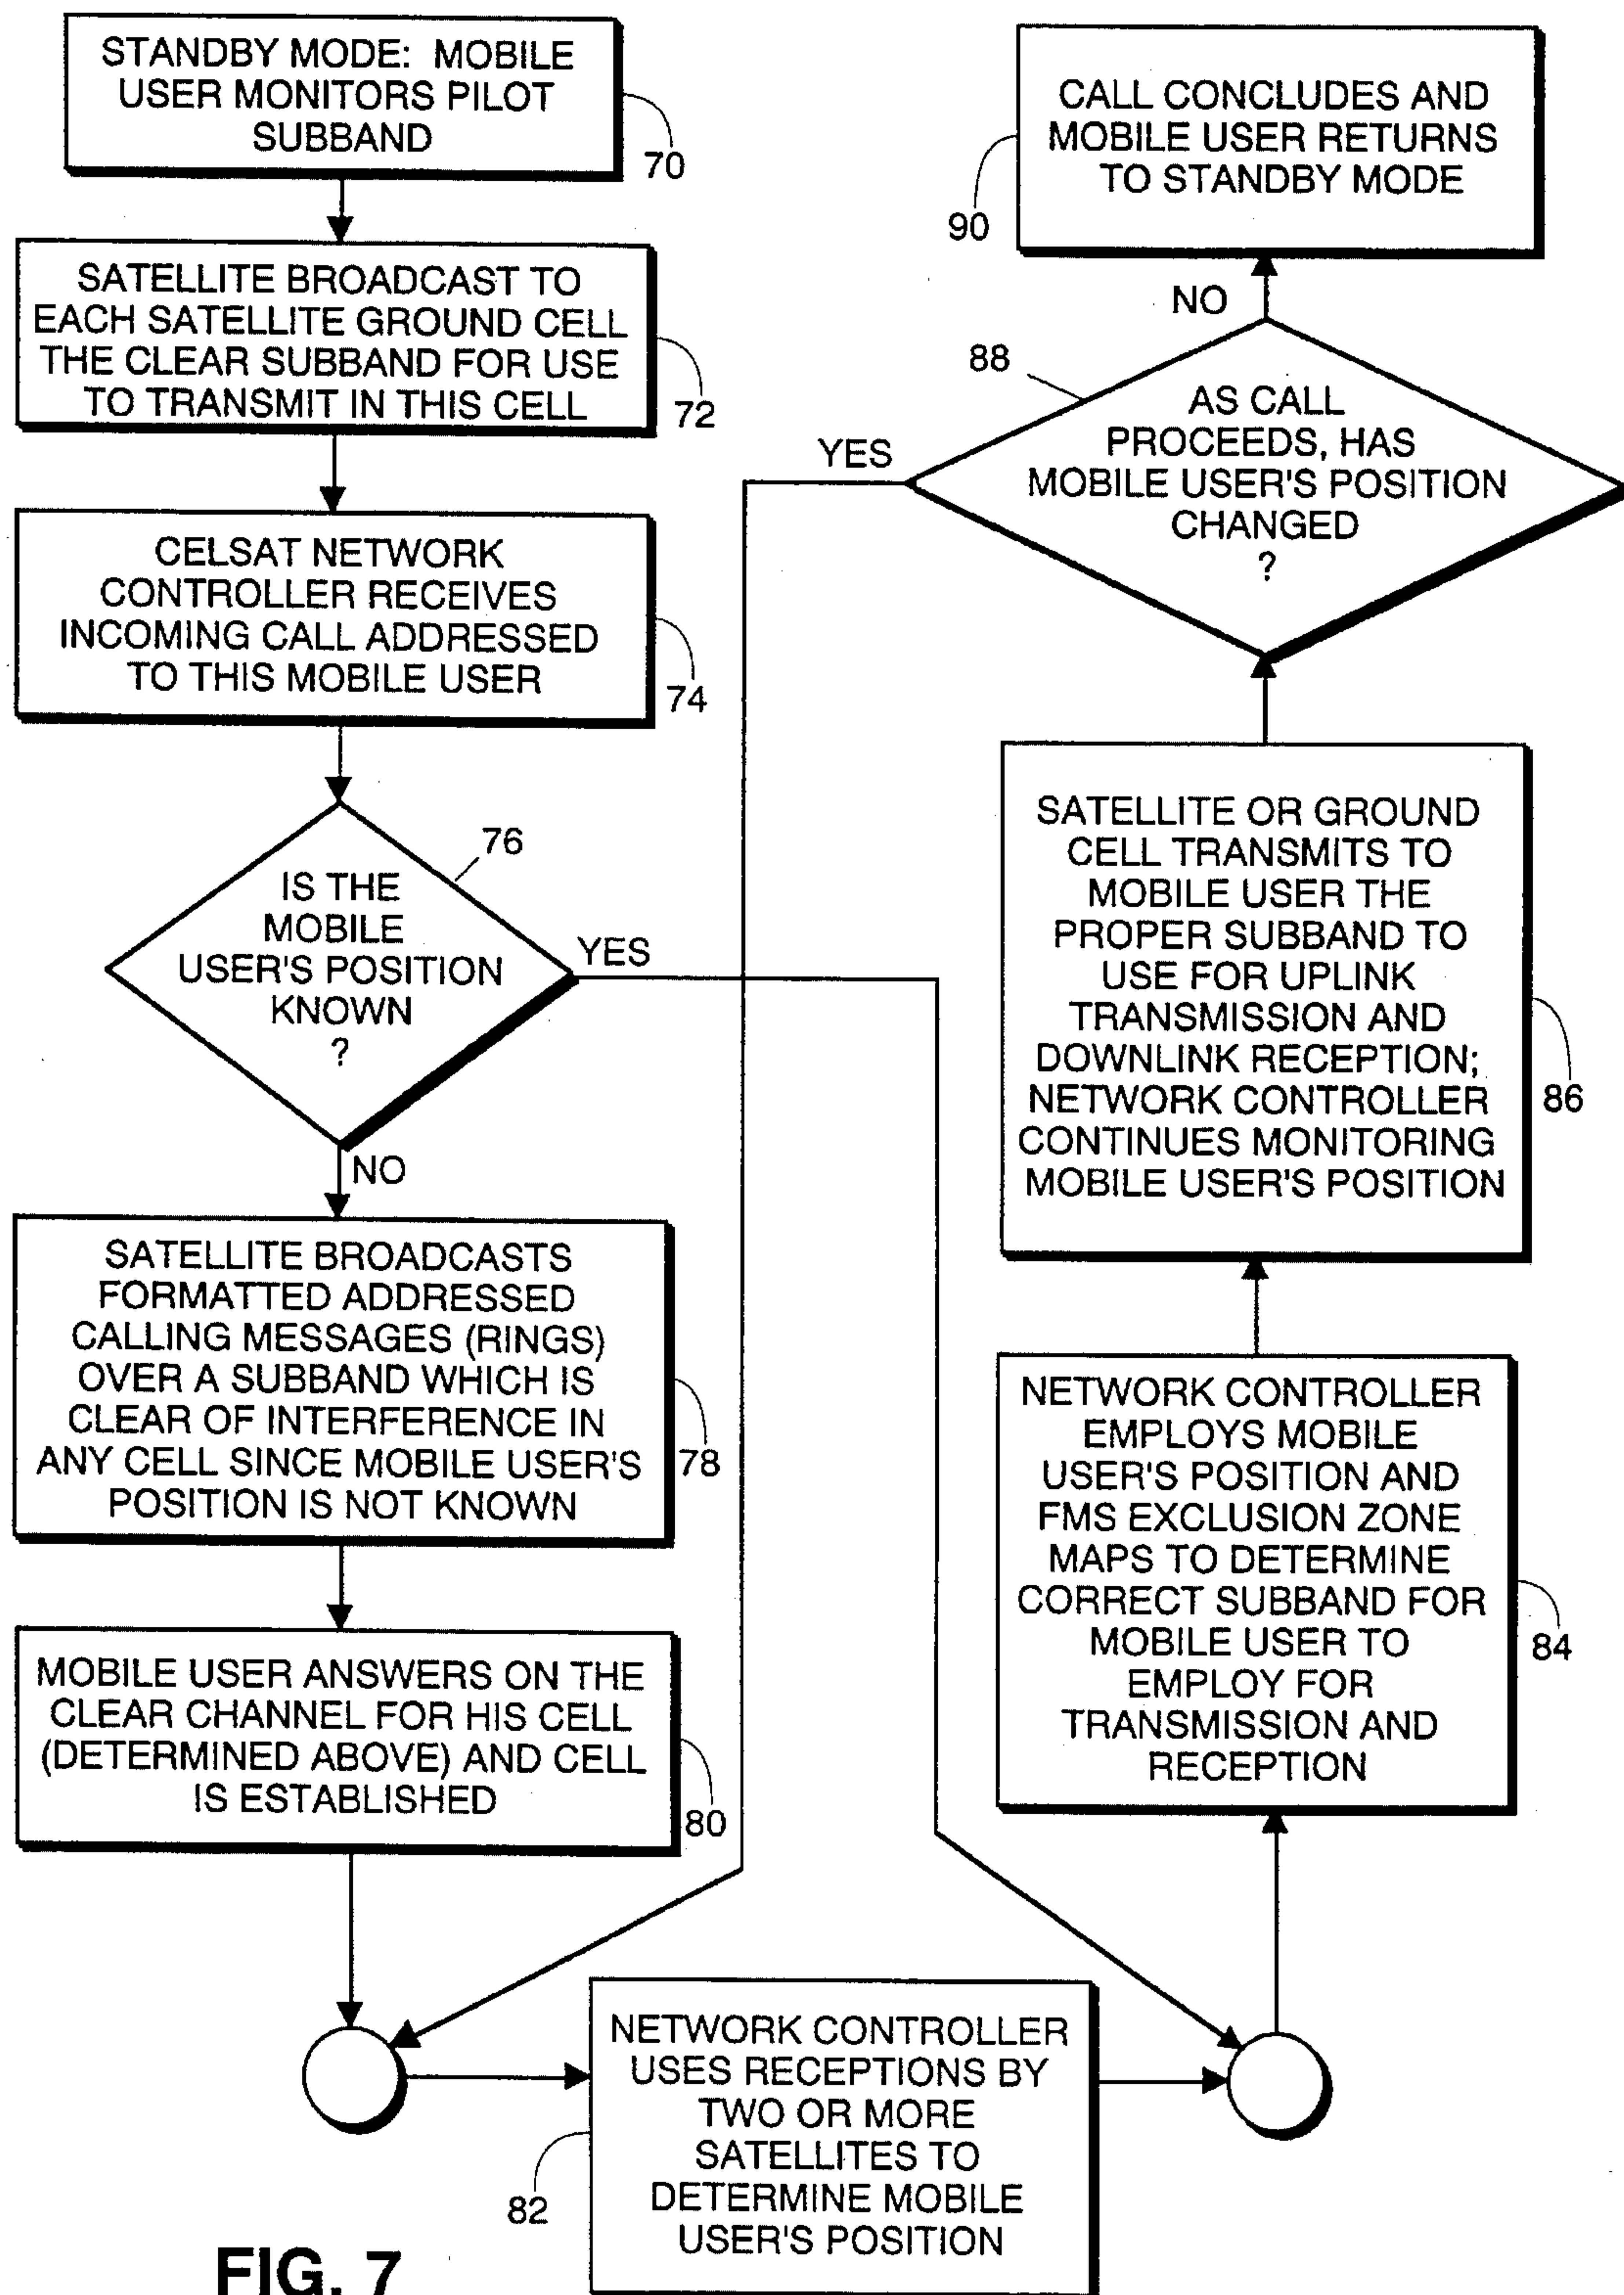 STANDBY MODE: MOBILE
USER MONITORS PILOT
SUBBAND
70
SATELLITE BROADCAST TO
EACH SATELLITE GROUND CELL
THE CLEAR SUBBAND FOR USE
TO TRANSMIT IN THIS CELL
72
CELSAT NETWORK
CONTROLLER RECEIVES
INCOMING CALL ADDRESSED
TO THIS MOBILE USER
74
76
IS THE
MOBILE
USER'S POSITION
KNOWN
?
YES
NO
SATELLITE BROADCASTS
FORMATTED ADDRESSED
CALLING MESSAGES (RINGS)
OVER A SUBBAND WHICH IS
CLEAR OF INTERFERENCE IN
ANY CELL SINCE MOBILE USER'S
POSITION IS NOT KNOWN
78
MOBILE USER ANSWERS ON THE
CLEAR CHANNEL FOR HIS CELL
(DETERMINED ABOVE) AND CELL
IS ESTABLISHED
80
NETWORK CONTROLLER
USES RECEPTIONS BY
TWO OR MORE
SATELLITES TO
DETERMINE MOBILE
USER'S POSITION
82
NETWORK CONTROLLER
EMPLOYS MOBILE
USER'S POSITION AND
FMS EXCLUSION ZONE
MAPS TO DETERMINE
CORRECT SUBBAND FOR
MOBILE USER TO
EMPLOY FOR
TRANSMISSION AND
RECEPTION
84
SATELLITE OR GROUND
CELL TRANSMITS TO
MOBILE USER THE
PROPER SUBBAND TO
USE FOR UPLINK
TRANSMISSION AND
DOWNLINK RECEPTION;
NETWORK CONTROLLER
CONTINUES MONITORING
MOBILE USER'S POSITION
86
88
AS CALL
PROCEEDS, HAS
MOBILE USER'S POSITION
CHANGED
?
YES
NO
CALL CONCLUDES AND
MOBILE USER RETURNS
TO STANDBY MODE
90
FIG. 7